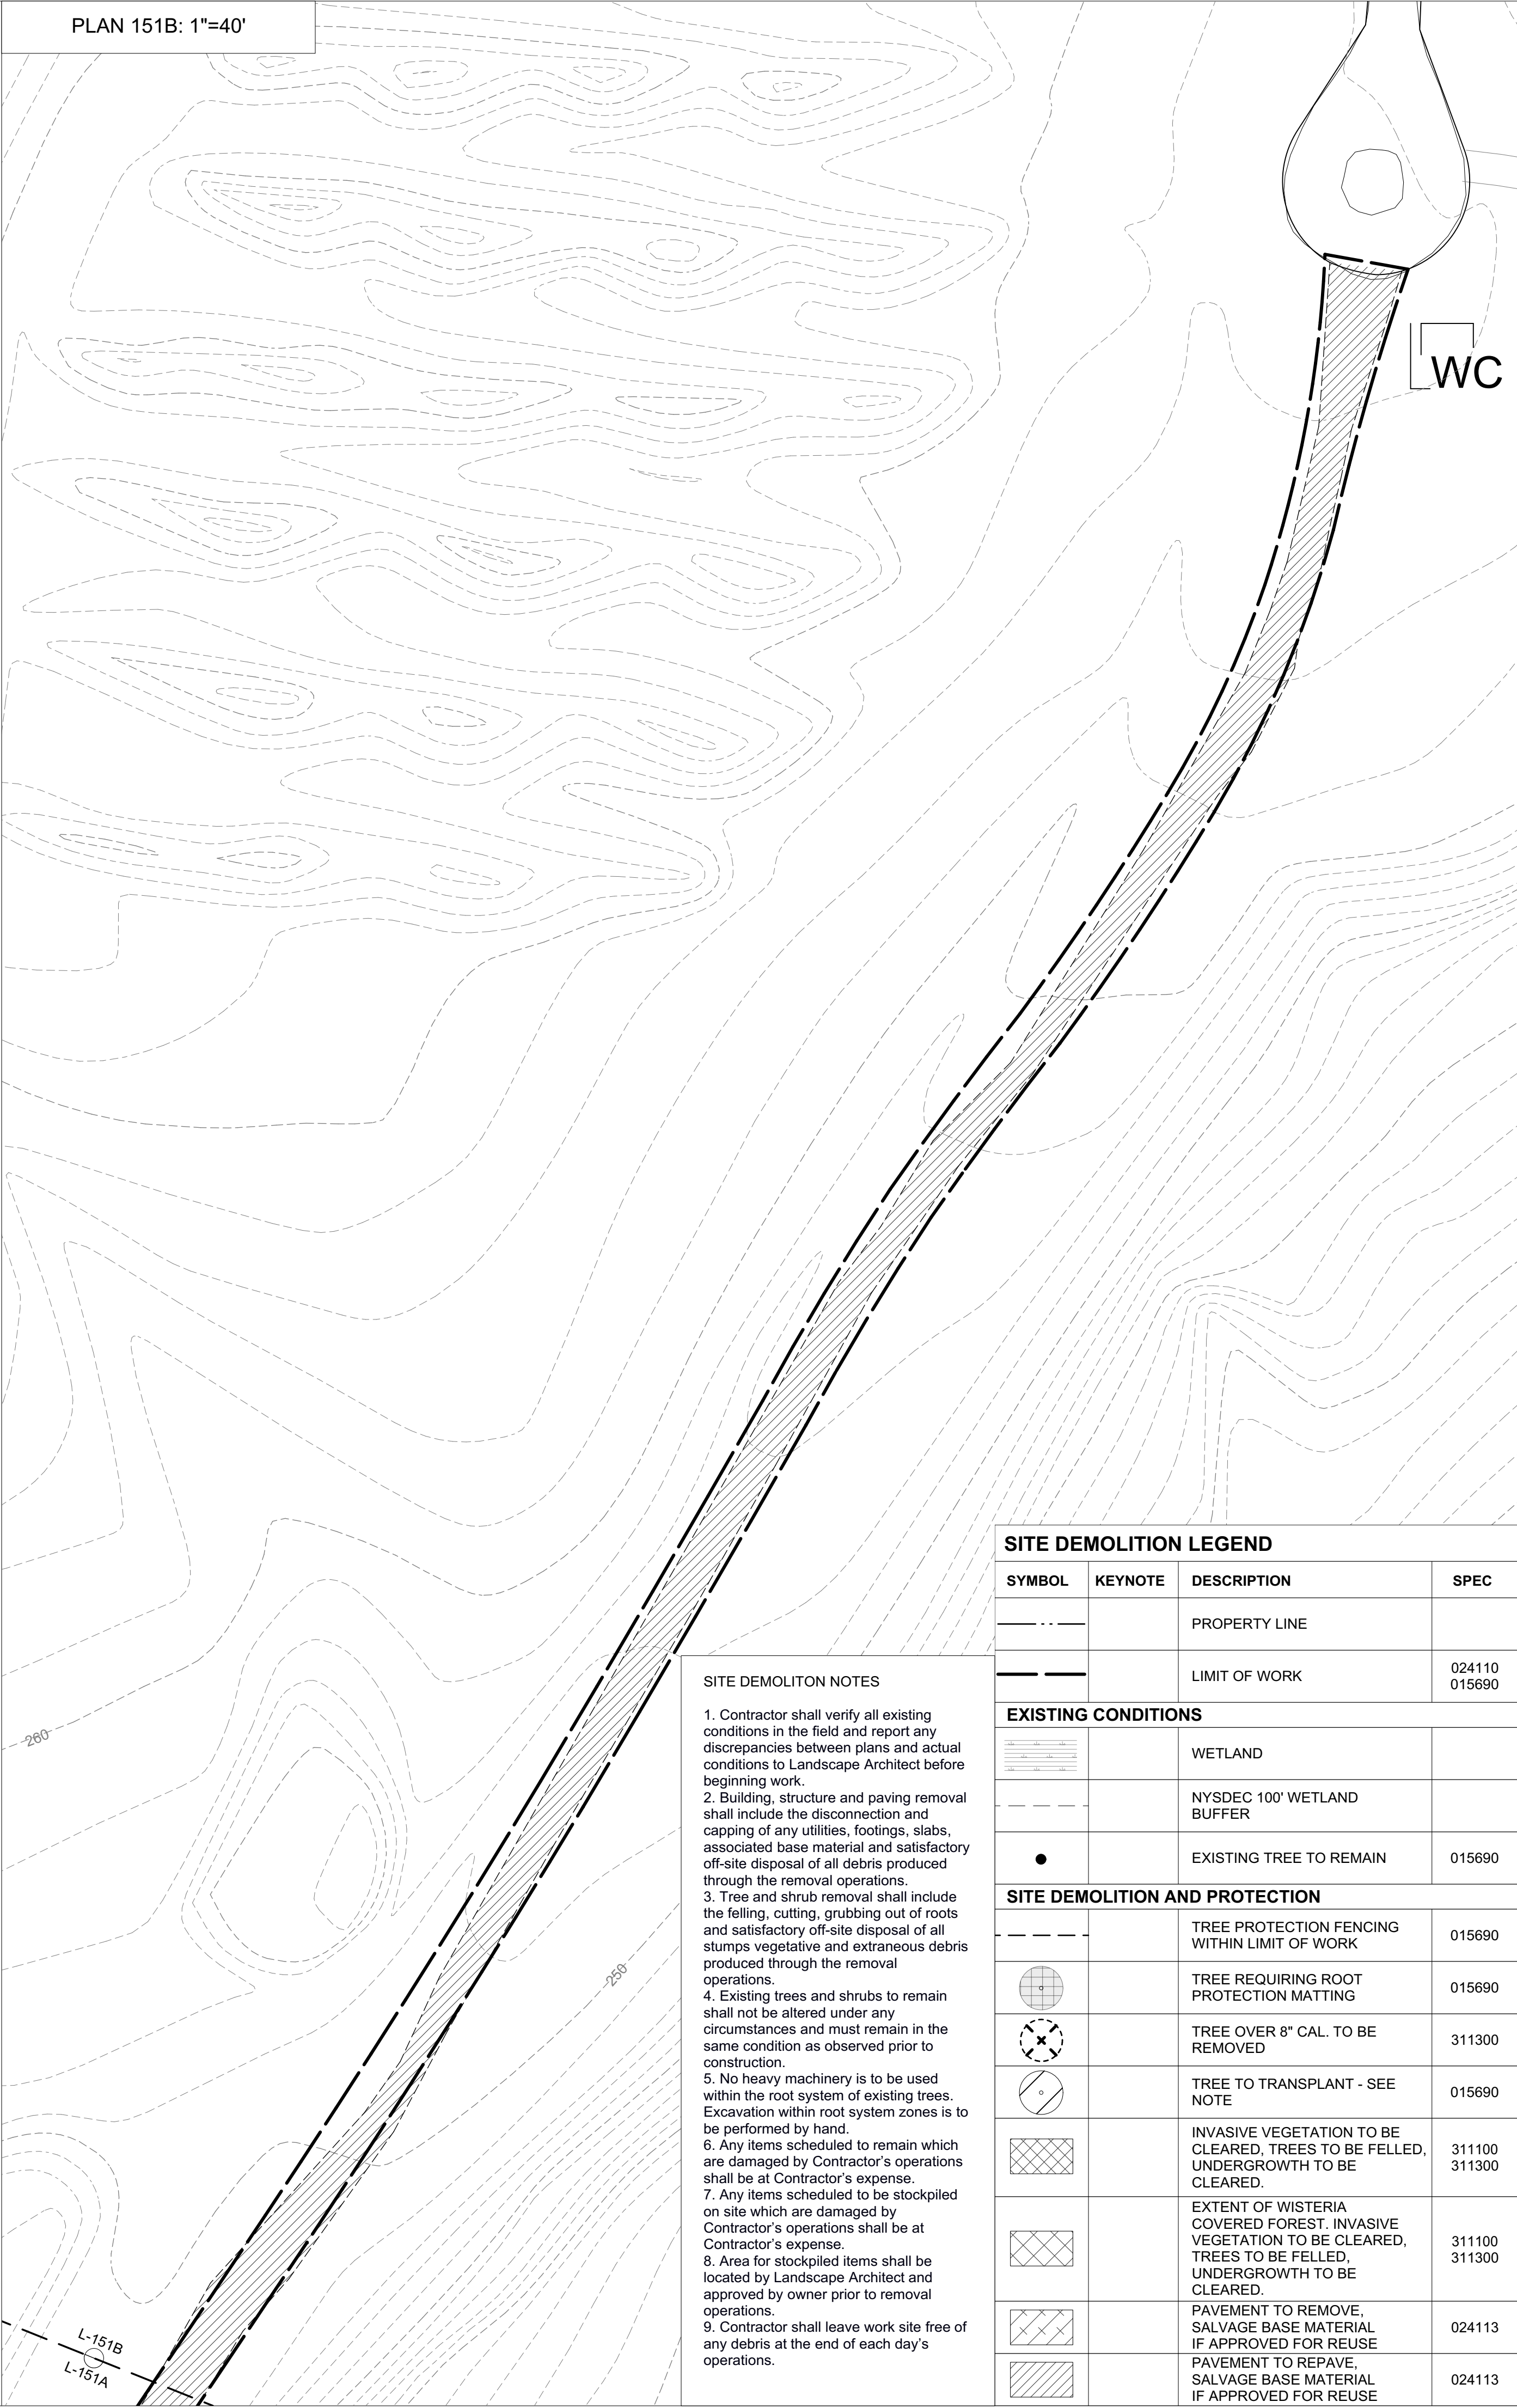 PLAN 151B: 1"=40'
WC
260
250
L-151B
L-151A
SITE DEMOLITON NOTES
1. Contractor shall verify all existing
conditions in the field and report any
discrepancies between plans and actual
conditions to Landscape Architect before
beginning work.
2. Building, structure and paving removal
shall include the disconnection and
capping of any utilities, footings, slabs,
associated base material and satisfactory
off-site disposal of all debris produced
through the removal operations.
3. Tree and shrub removal shall include
the felling, cutting, grubbing out of roots
and satisfactory off-site disposal of all
stumps vegetative and extraneous debris
produced through the removal
operations.
4. Existing trees and shrubs to remain
shall not be altered under any
circumstances and must remain in the
same condition as observed prior to
construction.
5. No heavy machinery is to be used
within the root system of existing trees.
Excavation within root system zones is to
be performed by hand.
6. Any items scheduled to remain which
are damaged by Contractor's operations
shall be at Contractor's expense.
7. Any items scheduled to be stockpiled
on site which are damaged by
Contractor's operations shall be at
Contractor's expense.
8. Area for stockpiled items shall be
located by Landscape Architect and
approved by owner prior to removal
operations.
9. Contractor shall leave work site free of
any debris at the end of each day's
operations.
SITE DEMOLITION LEGEND
SYMBOL KEYNOTE DESCRIPTION SPEC
PROPERTY LINE
LIMIT OF WORK
024110
015690
EXISTING CONDITIONS
WETLAND
NYSDEC 100' WETLAND
BUFFER
EXISTING TREE TO REMAIN 015690
SITE DEMOLITION AND PROTECTION
TREE PROTECTION FENCING
WITHIN LIMIT OF WORK
015690
TREE REQUIRING ROOT
PROTECTION MATTING
015690
TREE OVER 8" CAL. TO BE
REMOVED
311300
TREE TO TRANSPLANT - SEE
NOTE
015690
INVASIVE VEGETATION TO BE
CLEARED, TREES TO BE FELLED,
UNDERGROWTH TO BE
CLEARED.
311100
311300
EXTENT OF WISTERIA
COVERED FOREST. INVASIVE
VEGETATION TO BE CLEARED,
TREES TO BE FELLED,
UNDERGROWTH TO BE
CLEARED.
311100
311300
PAVEMENT TO REMOVE,
SALVAGE BASE MATERIAL
IF APPROVED FOR REUSE
024113
PAVEMENT TO REPAVE,
SALVAGE BASE MATERIAL
IF APPROVED FOR REUSE
024113